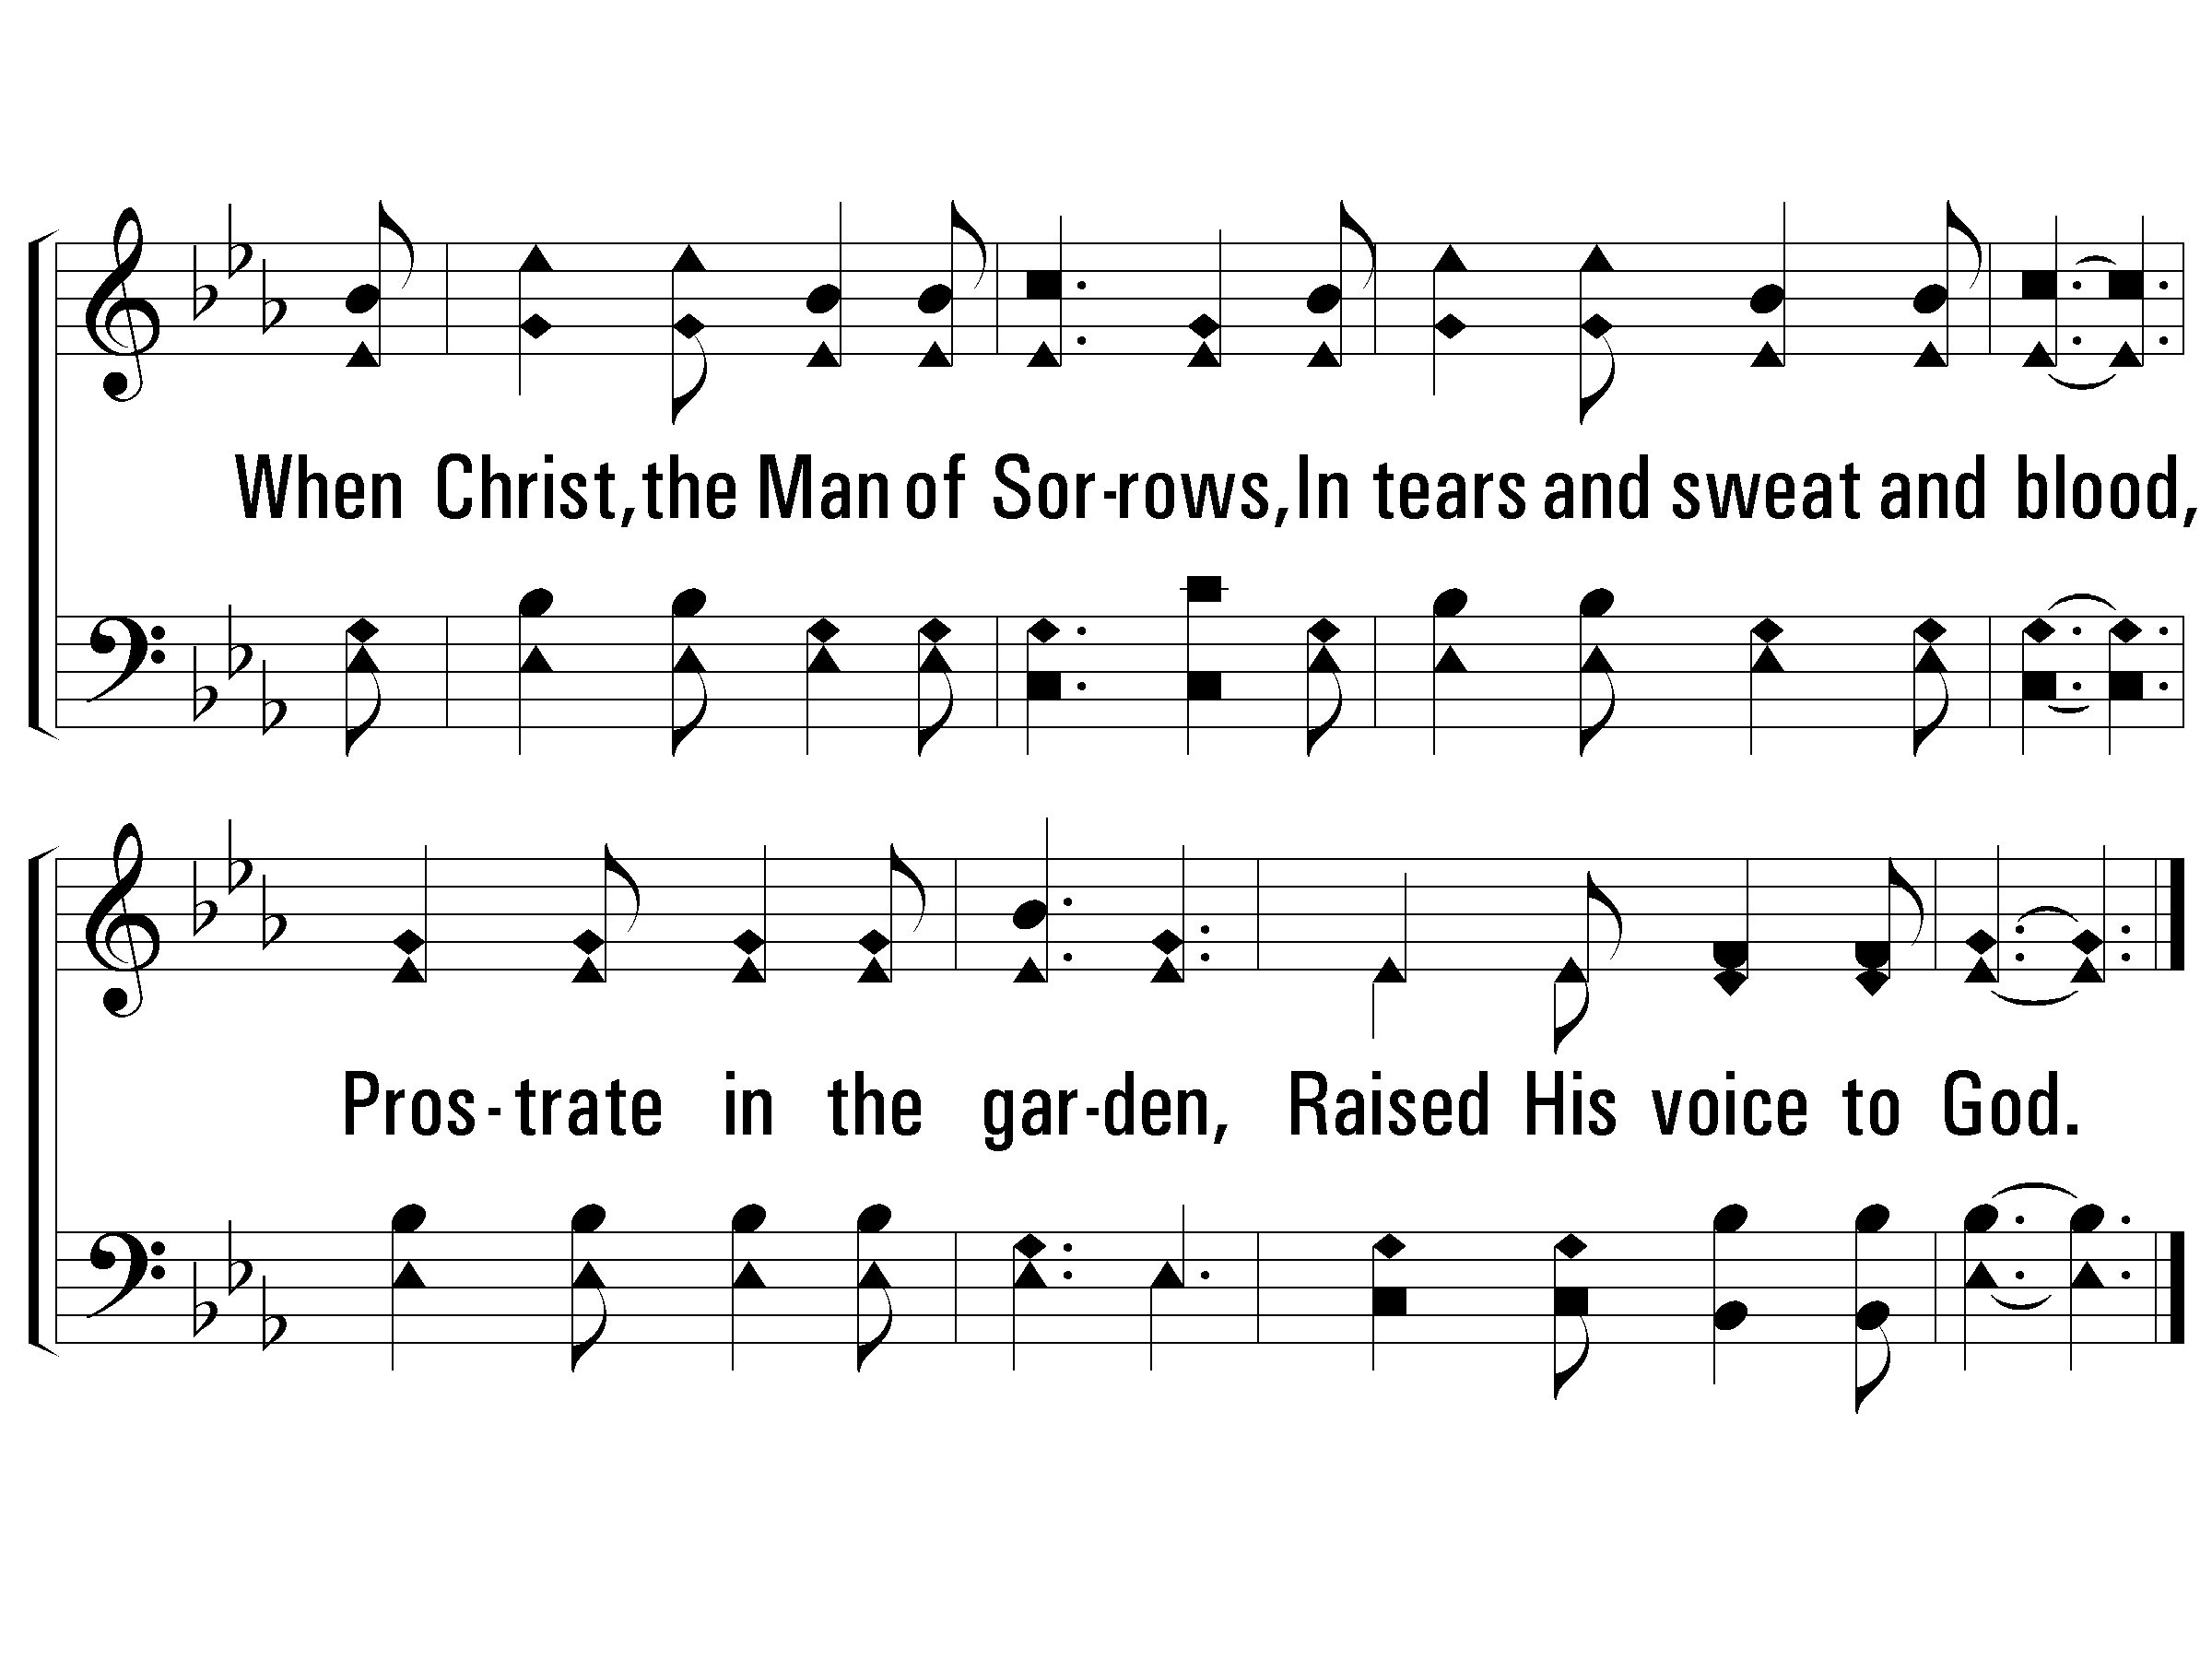 When Christ, the Man of Sor-rows, In tears and sweat and blood,
Pros-trate in the gar-den, Raised His voice to God.